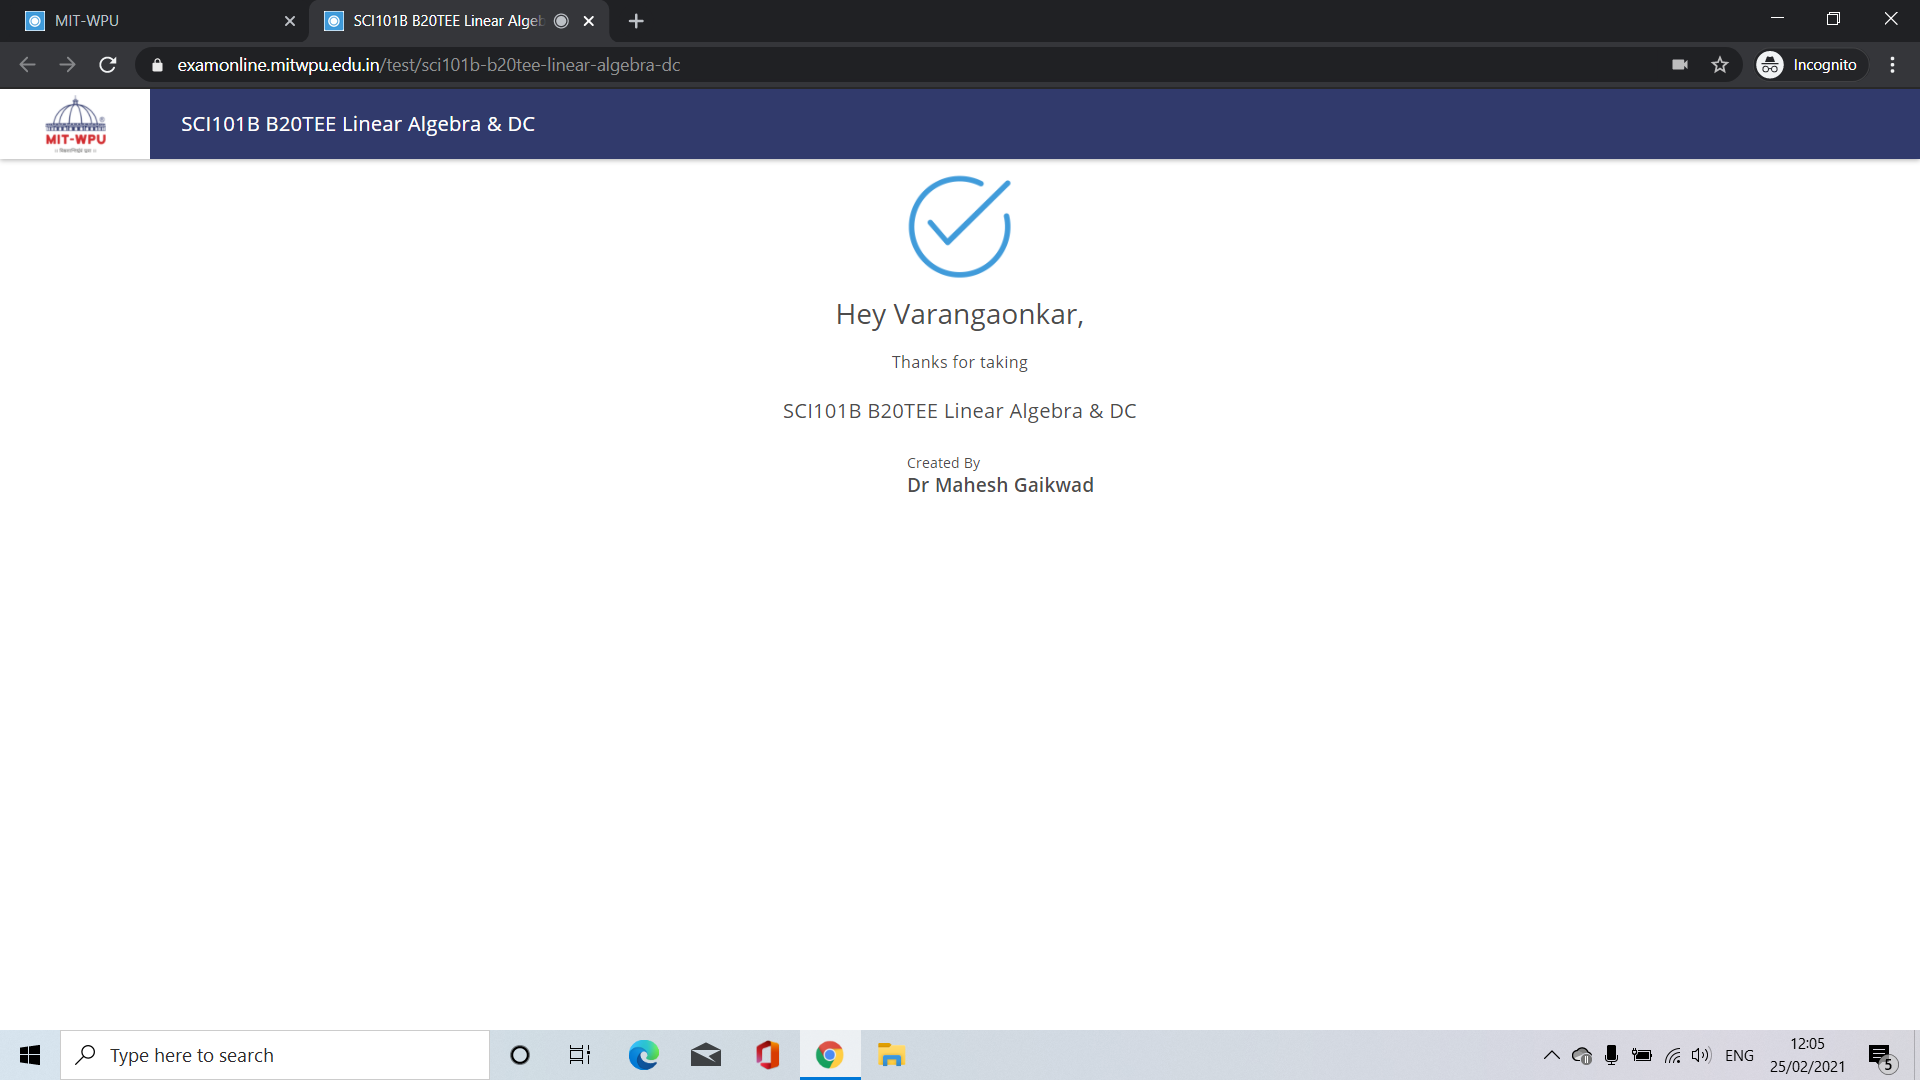 MIT-WPU
SCI101B B20TEE Linear Algeb
examonline.mitwpu.edu.in/test/sci101b-b20tee-linear-algebra-dc
Incognito
MIT-WPU
SCI101B B20TEE Linear Algebra & DC
Hey Varangaonkar,
Thanks for taking
SCI101B B20TEE Linear Algebra & DC
Created By
Dr Mahesh Gaikwad
Type here to search
ENG
12:05
25/02/2021
5